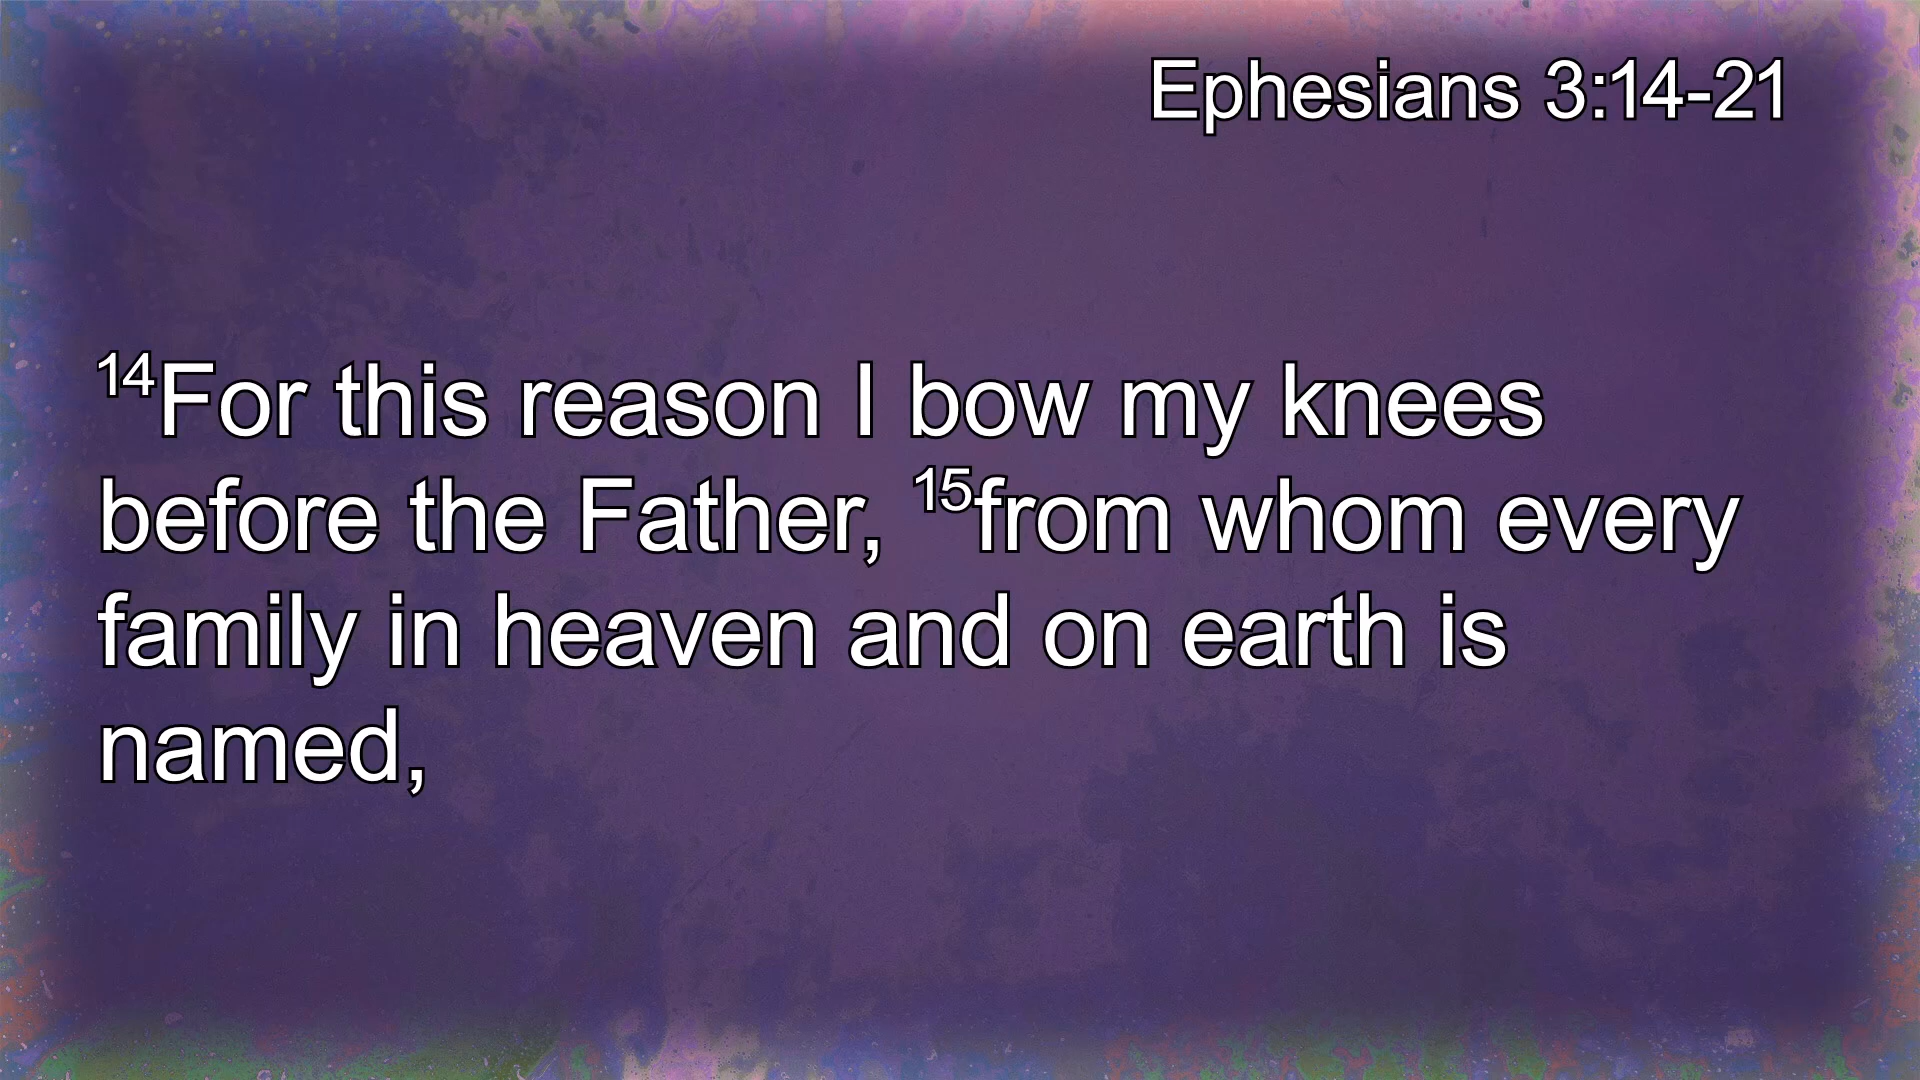 Ephesians 3:14-21
¹⁴For this reason I bow my knees
before the Father, ¹⁵from whom every
family in heaven and on earth is
named,